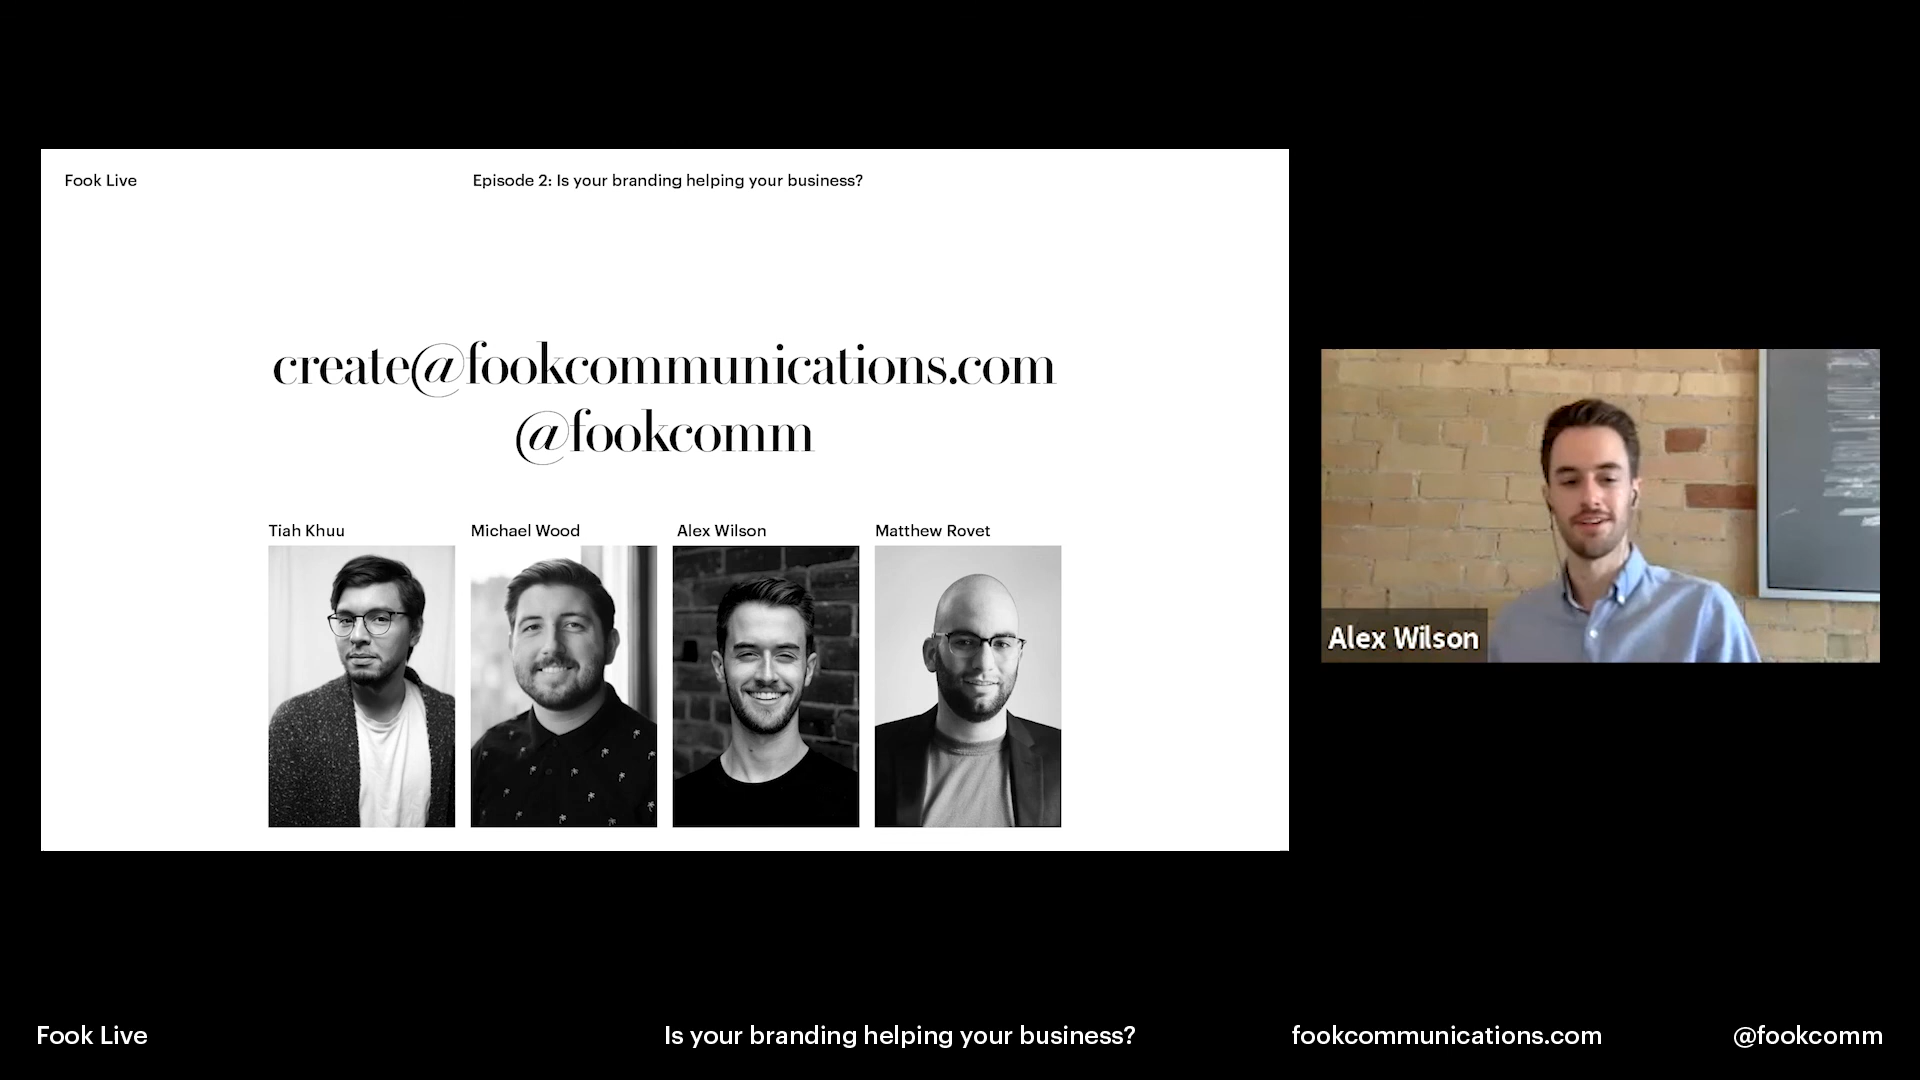 Fook Live
Episode 2: Is your branding helping your business?
create@fookcommunications.com
@fookcomm
Tiah Khuu
Michael Wood
Alex Wilson
Matthew Rovet
Alex Wilson
Fook Live
Is your branding helping your business?
fookcommunications.com
@fookcomm